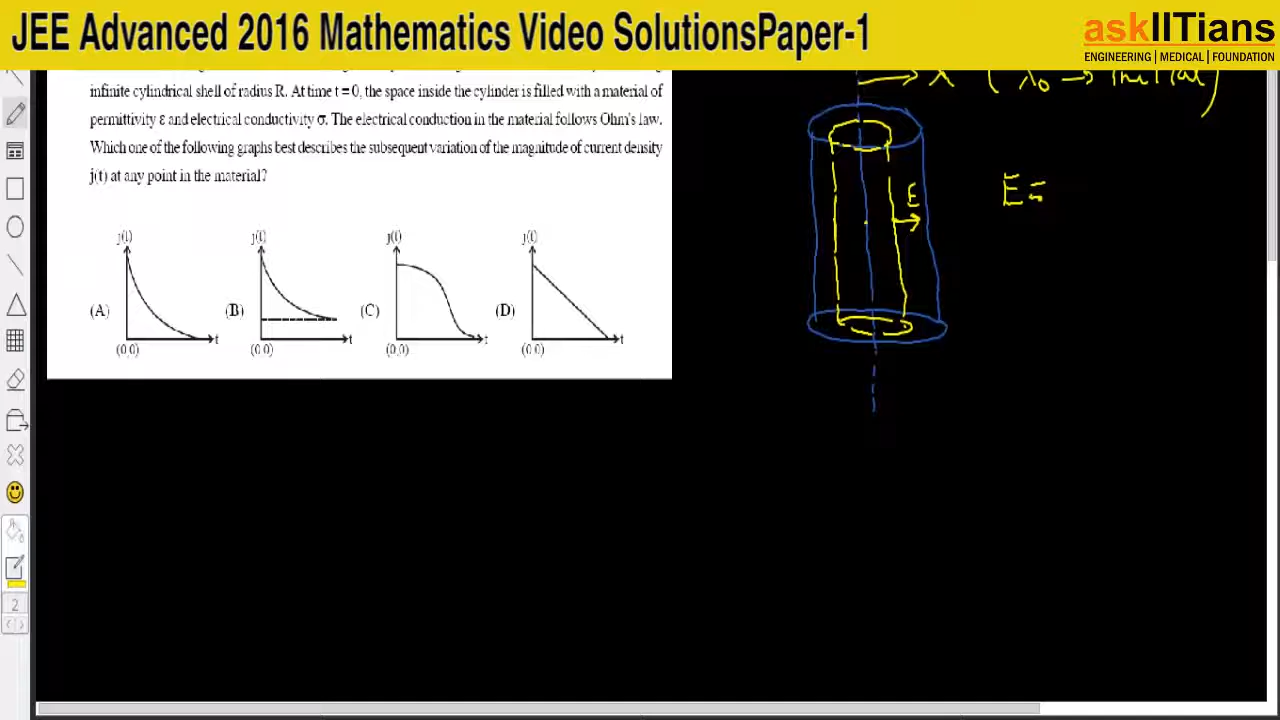 JEE Advanced 2016 Mathematics Video SolutionsPaper-1
askIITians
ENGINEERING | MEDICAL | FOUNDATION
infinite cylindrical shell of radius R. At time t = 0, the space inside the cylinder is filled with a material of
permittivity ε and electrical conductivity σ. The electrical conduction in the material follows Ohm's law.
Which one of the following graphs best describes the subsequent variation of the magnitude of current density
j(t) at any point in the material?
j(t) j(t) j(t) j(t)
(A) (B) (C) (D)
t t t t
(0,0) (0,0) (0,0) (0,0)
λ (λ₀ → initial)
E
E=
2